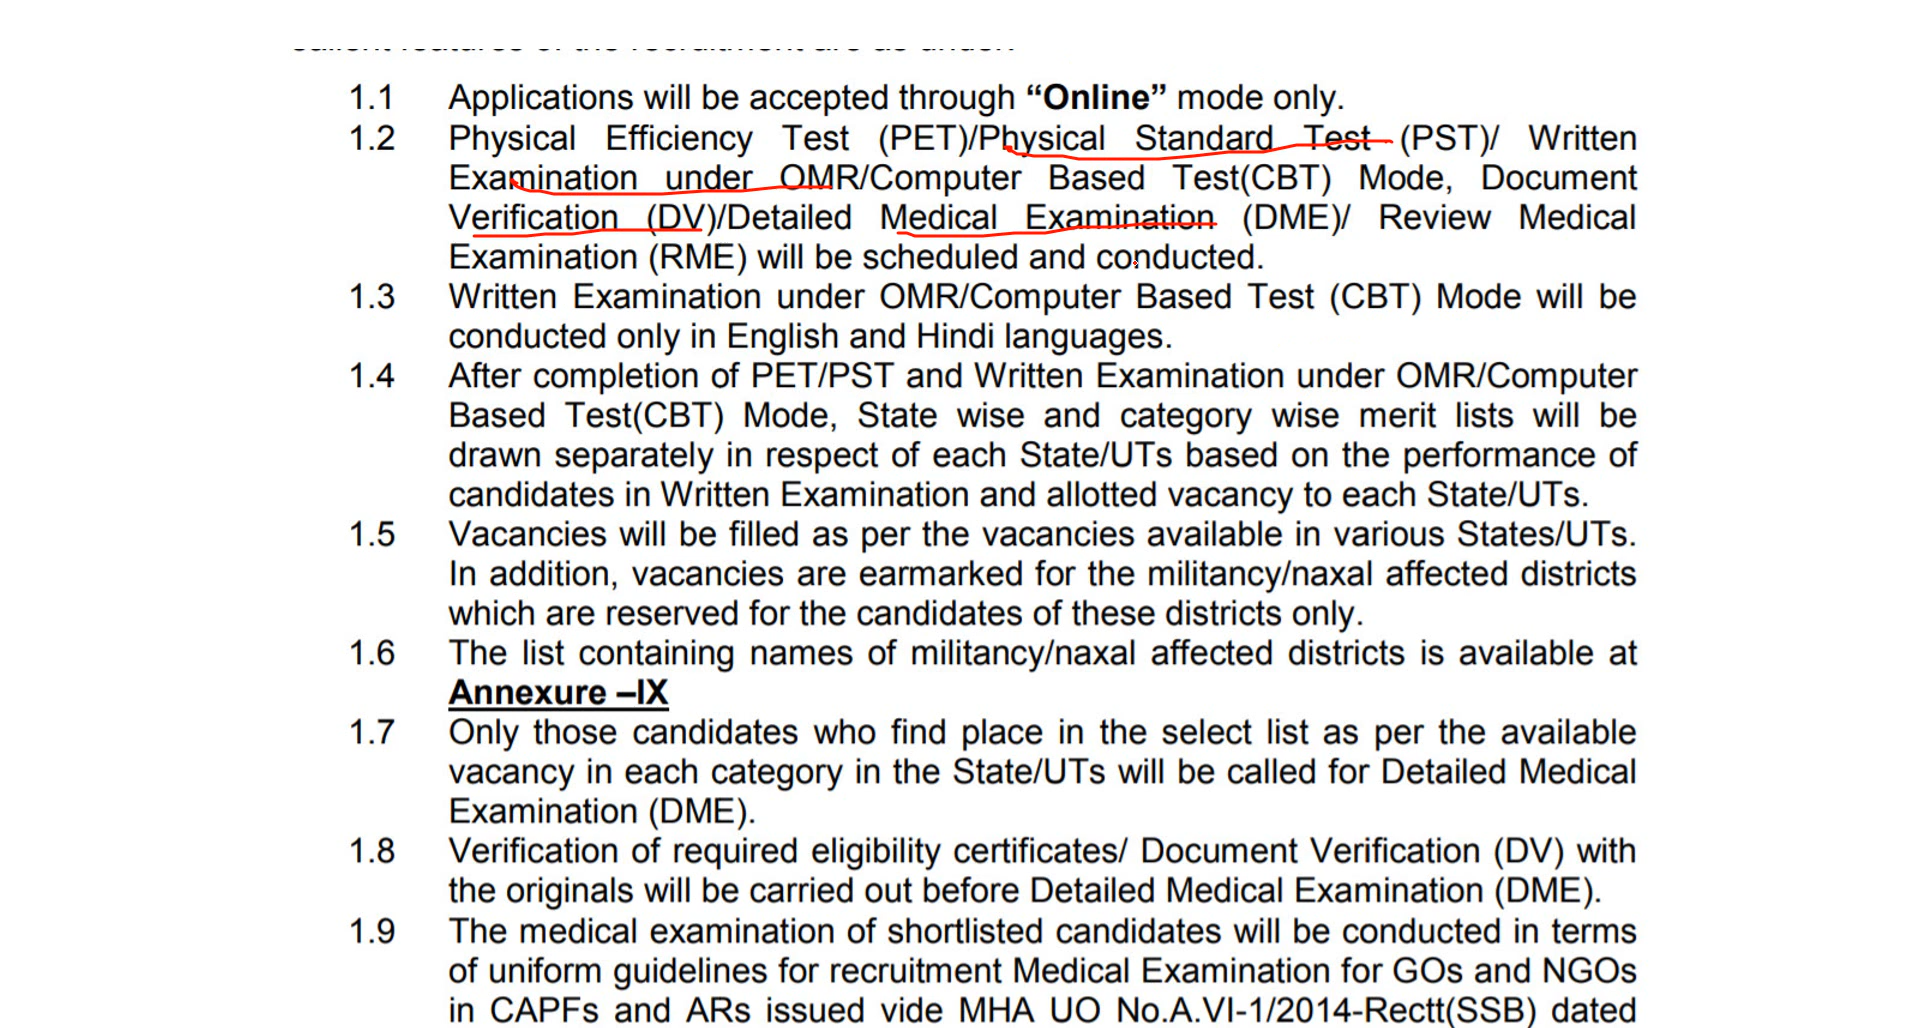 salient features of the recruitment are as under:
1.1 Applications will be accepted through “Online” mode only.
1.2 Physical Efficiency Test (PET)/Physical Standard Test (PST)/ Written
Examination under OMR/Computer Based Test(CBT) Mode, Document
Verification (DV)/Detailed Medical Examination (DME)/ Review Medical
Examination (RME) will be scheduled and conducted.
1.3 Written Examination under OMR/Computer Based Test (CBT) Mode will be
conducted only in English and Hindi languages.
1.4 After completion of PET/PST and Written Examination under OMR/Computer
Based Test(CBT) Mode, State wise and category wise merit lists will be
drawn separately in respect of each State/UTs based on the performance of
candidates in Written Examination and allotted vacancy to each State/UTs.
1.5 Vacancies will be filled as per the vacancies available in various States/UTs.
In addition, vacancies are earmarked for the militancy/naxal affected districts
which are reserved for the candidates of these districts only.
1.6 The list containing names of militancy/naxal affected districts is available at
Annexure –IX
1.7 Only those candidates who find place in the select list as per the available
vacancy in each category in the State/UTs will be called for Detailed Medical
Examination (DME).
1.8 Verification of required eligibility certificates/ Document Verification (DV) with
the originals will be carried out before Detailed Medical Examination (DME).
1.9 The medical examination of shortlisted candidates will be conducted in terms
of uniform guidelines for recruitment Medical Examination for GOs and NGOs
in CAPFs and ARs issued vide MHA UO No.A.VI-1/2014-Rectt(SSB) dated